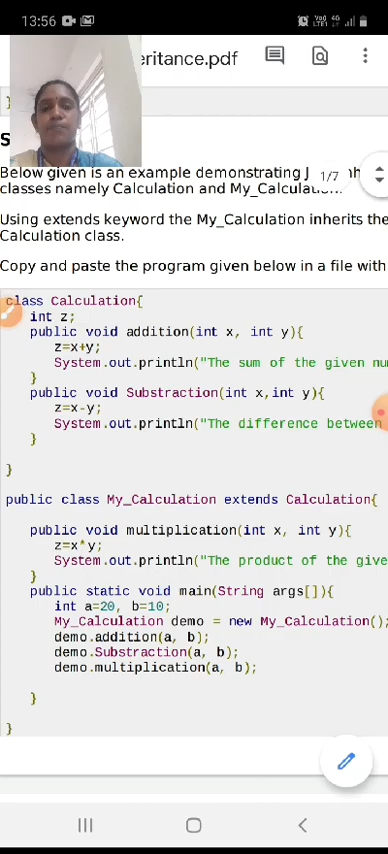 13:56
VoD 4G
LTE1
eritance.pdf
}
S
Below given is an example demonstrating J
1/7
classes namely Calculation and My_Calculati
Using extends keyword the My_Calculation inherits the
Calculation class.
Copy and paste the program given below in a file with
class Calculation{
int z;
public void addition(int x, int y){
z=x+y;
System.out.println("The sum of the given nu
}
public void Substraction(int x,int y){
z=x-y;
System.out.println("The difference between
}
}
public class My_Calculation extends Calculation{
public void multiplication(int x, int y){
z=x*y;
System.out.println("The product of the give
}
public static void main(String args[]){
int a=20, b=10;
My_Calculation demo = new My_Calculation();
demo.addition(a, b);
demo.Substraction(a, b);
demo.multiplication(a, b);
}
}